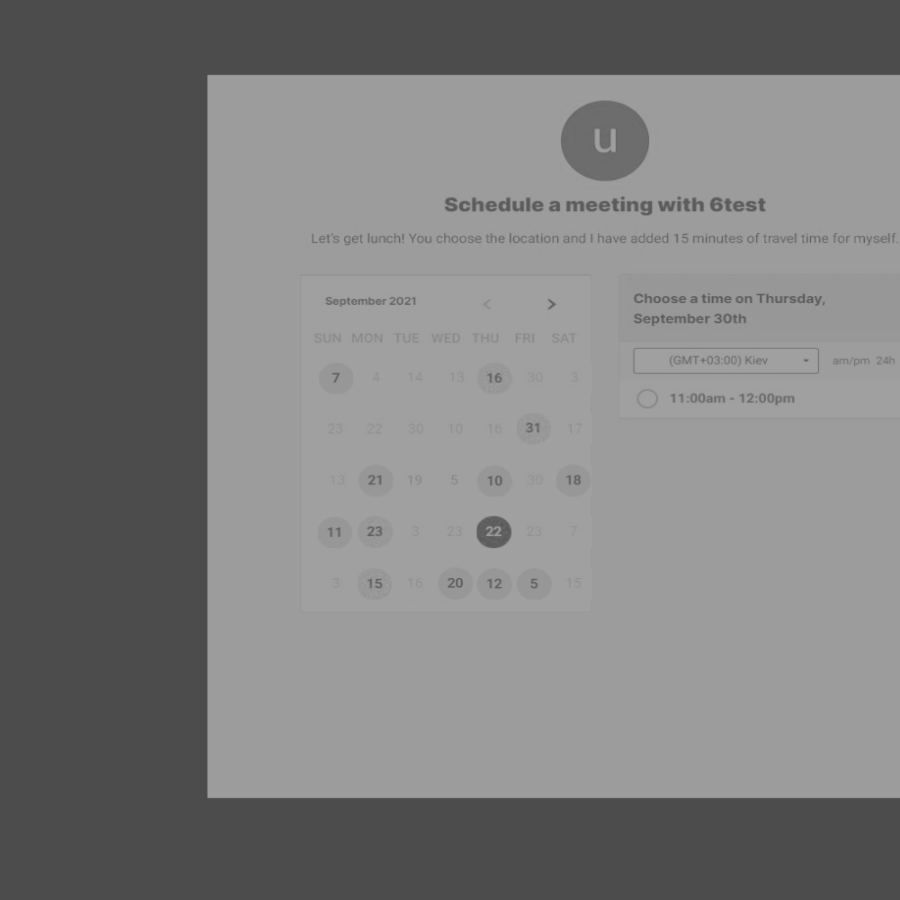 u
Schedule a meeting with 6test
Let's get lunch! You choose the location and I have added 15 minutes of travel time for myself.
September 2021 < >
SUN MON TUE WED THU FRI SAT
7 4 14 13 16 30 3
23 22 30 10 16 31 17
13 21 19 5 10 30 18
11 23 3 23 22 23 7
3 15 16 20 12 5 15
Choose a time on Thursday,
September 30th
(GMT+03:00) Kiev am/pm 24h
11:00am - 12:00pm